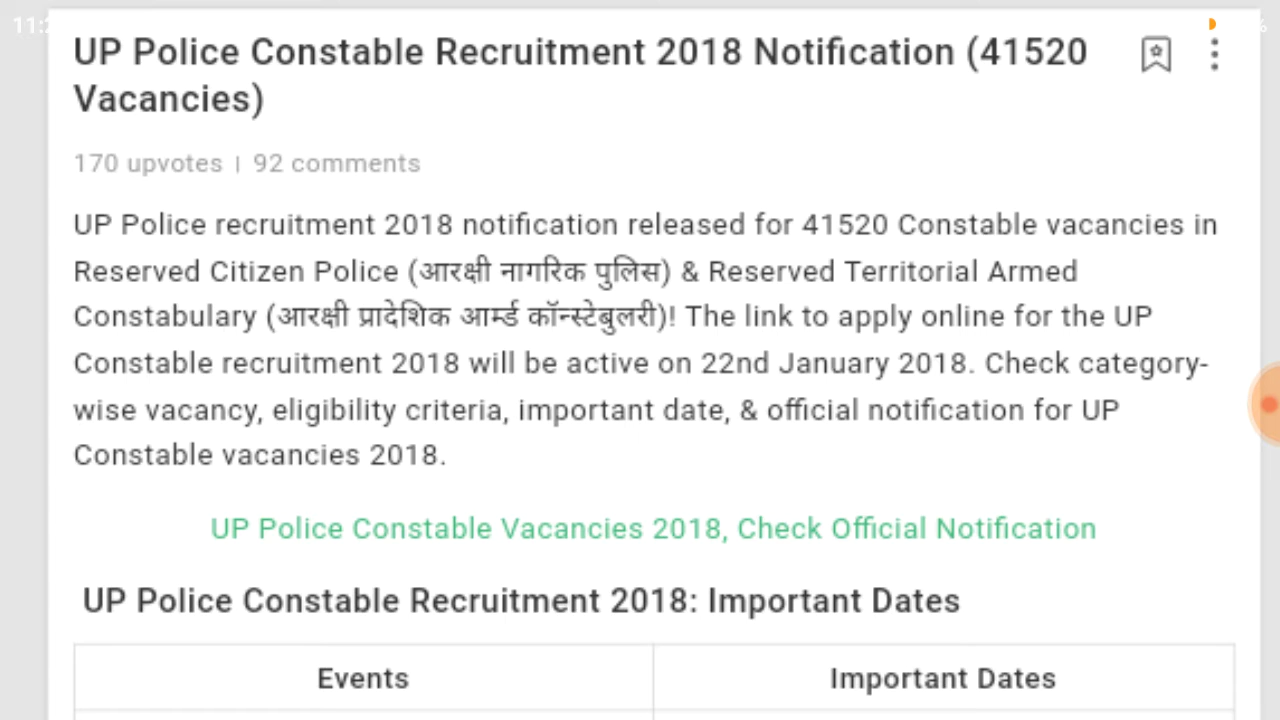 11:2
UP Police Constable Recruitment 2018 Notification (41520
Vacancies)
170 upvotes | 92 comments
UP Police recruitment 2018 notification released for 41520 Constable vacancies in
Reserved Citizen Police (आरक्षी नागरिक पुलिस) & Reserved Territorial Armed
Constabulary (आरक्षी प्रादेशिक आर्म्ड कॉन्स्टेबुलरी)! The link to apply online for the UP
Constable recruitment 2018 will be active on 22nd January 2018. Check category-
wise vacancy, eligibility criteria, important date, & official notification for UP
Constable vacancies 2018.
UP Police Constable Vacancies 2018, Check Official Notification
UP Police Constable Recruitment 2018: Important Dates
Events Important Dates